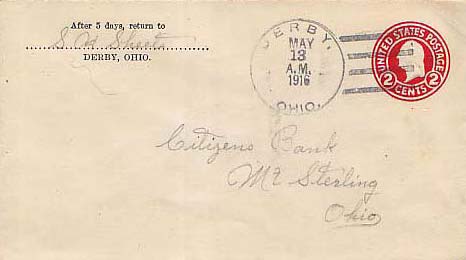 After 5 days, return to
S. H. Sheets
DERBY, OHIO.
DERBY,
MAY
13
A.M.
1916
OHIO.
UNITED STATES POSTAGE
2 CENTS 2
Citizens Bank
Mt Sterling
Ohio